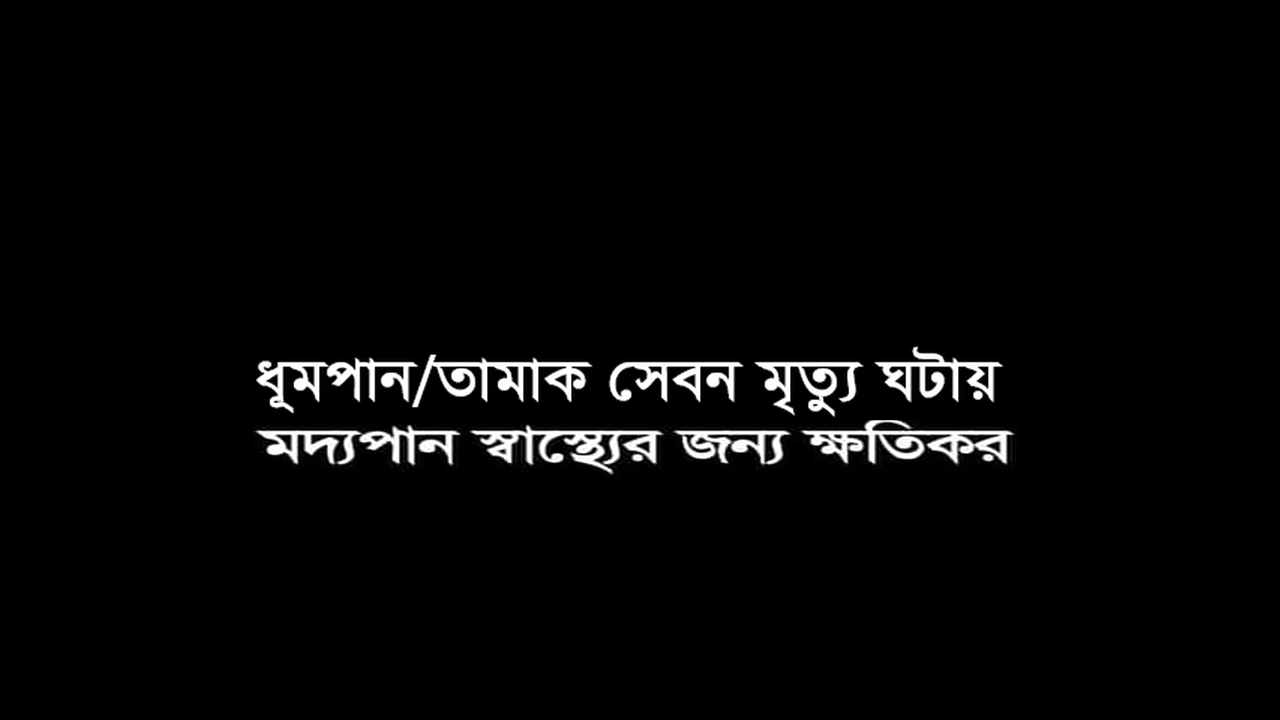 ধূমপান/তামাক সেবন মৃত্যু ঘটায়
মদ্যপান স্বাস্থ্যের জন্য ক্ষতিকর